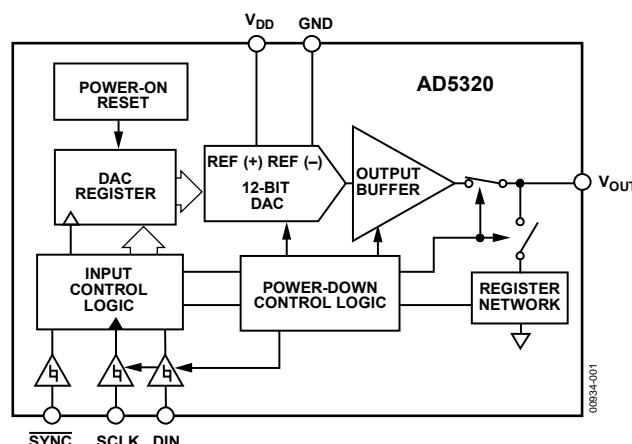 VDD GND
AD5320
POWER-ON
RESET
DAC
REGISTER
REF (+) REF (–)
12-BIT
DAC
OUTPUT
BUFFER
VOUT
INPUT
CONTROL
LOGIC
POWER-DOWN
CONTROL LOGIC
REGISTER
NETWORK
SYNC SCLK DIN
00934-001